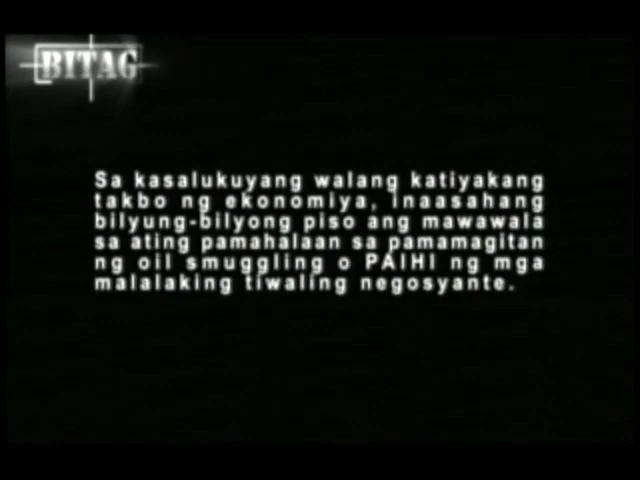 BITAG
Sa kasalukuyang walang katiyakang
takbo ng ekonomiya, inaasahang
bilyung-bilyong piso ang mawawala
sa ating pamahalaan sa pamamagitan
ng oil smuggling o PAIHI ng mga
malalaking tiwaling negosyante.